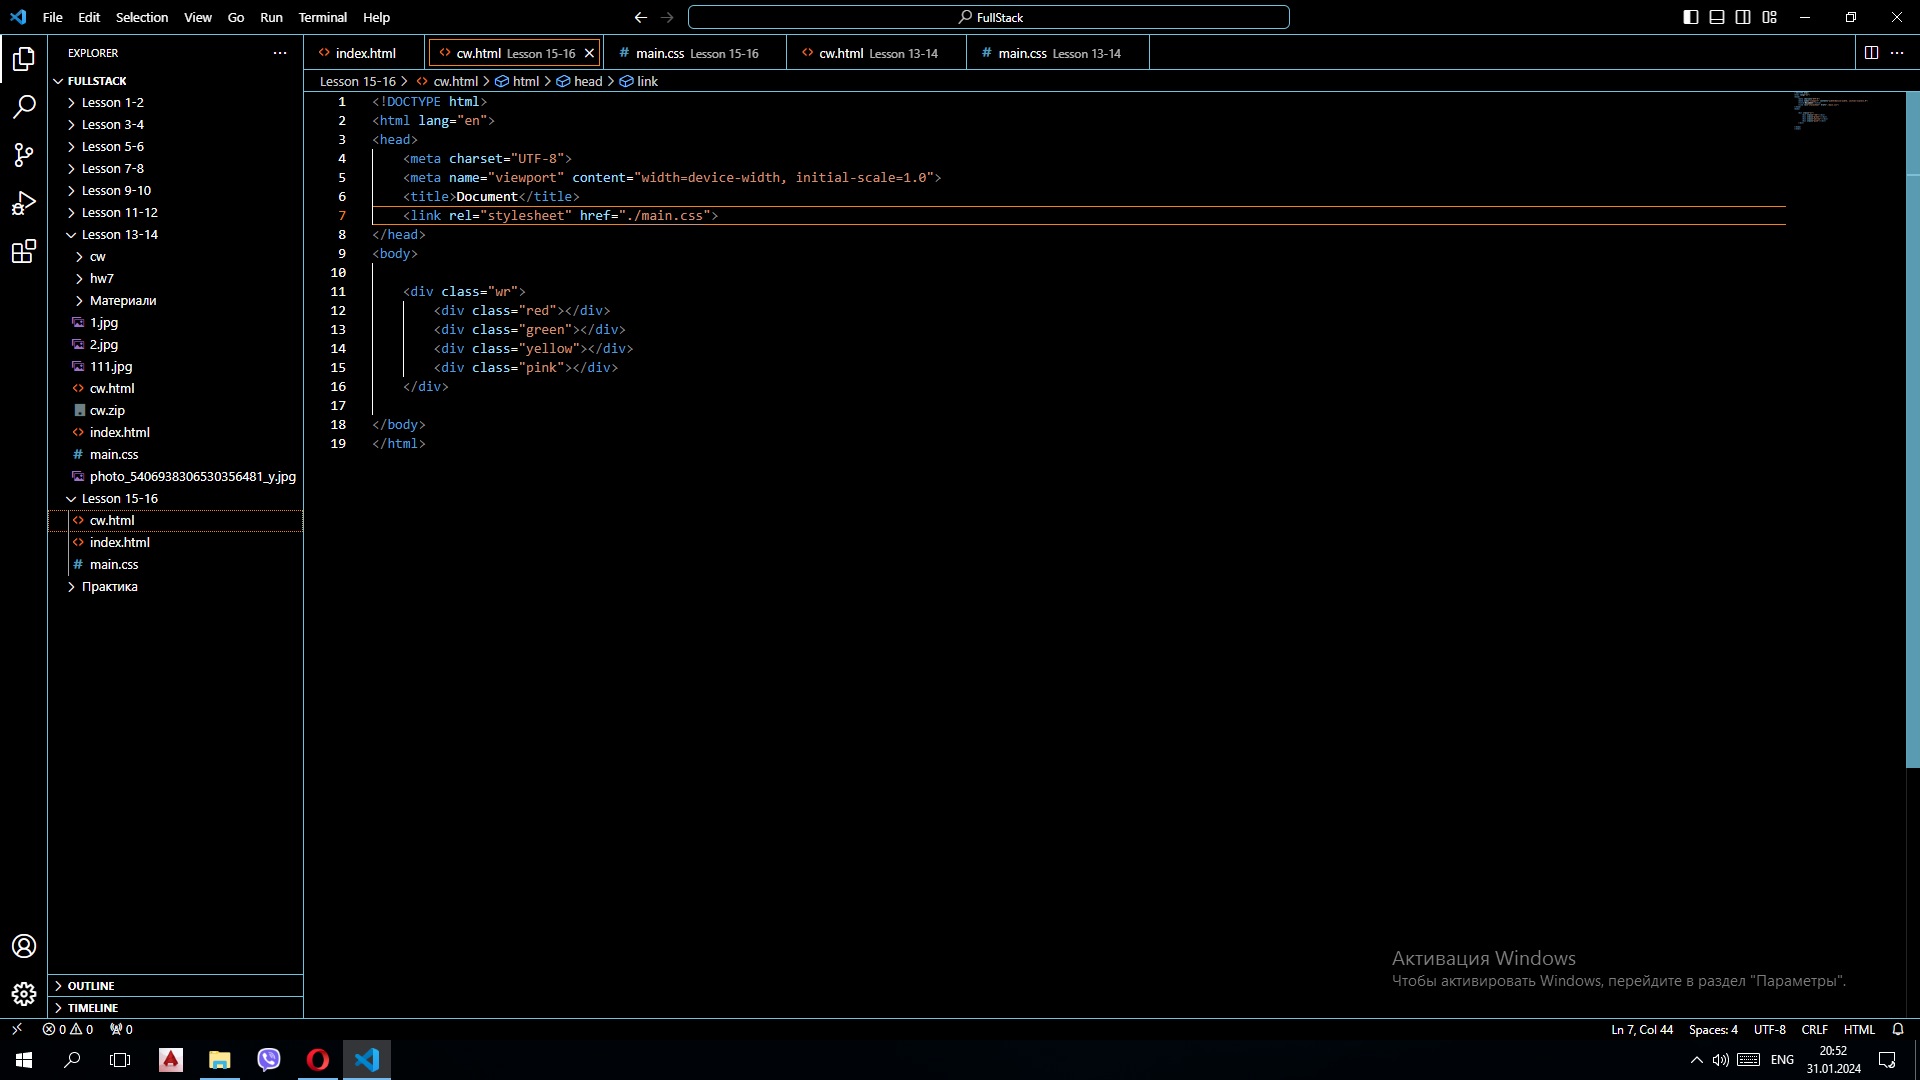 File Edit Selection View Go Run Terminal Help
FullStack
EXPLORER
FULLSTACK
Lesson 1-2
Lesson 3-4
Lesson 5-6
Lesson 7-8
Lesson 9-10
Lesson 11-12
Lesson 13-14
cw
hw7
Материали
1.jpg
2.jpg
111.jpg
cw.html
cw.zip
index.html
main.css
photo_5406938306530356481_y.jpg
Lesson 15-16
cw.html
index.html
main.css
Практика
OUTLINE
TIMELINE
index.html
cw.html Lesson 15-16
main.css Lesson 15-16
cw.html Lesson 13-14
main.css Lesson 13-14
Lesson 15-16 > cw.html > html > head > link
1 <!DOCTYPE html>
2 <html lang="en">
3 <head>
4 <meta charset="UTF-8">
5 <meta name="viewport" content="width=device-width, initial-scale=1.0">
6 <title>Document</title>
7 <link rel="stylesheet" href="./main.css">
8 </head>
9 <body>
10
11 <div class="wr">
12 <div class="red"></div>
13 <div class="green"></div>
14 <div class="yellow"></div>
15 <div class="pink"></div>
16 </div>
17
18 </body>
19 </html>
Активация Windows
Чтобы активировать Windows, перейдите в раздел "Параметры".
0 0 0
Ln 7, Col 44 Spaces: 4 UTF-8 CRLF HTML
ENG
20:52
31.01.2024